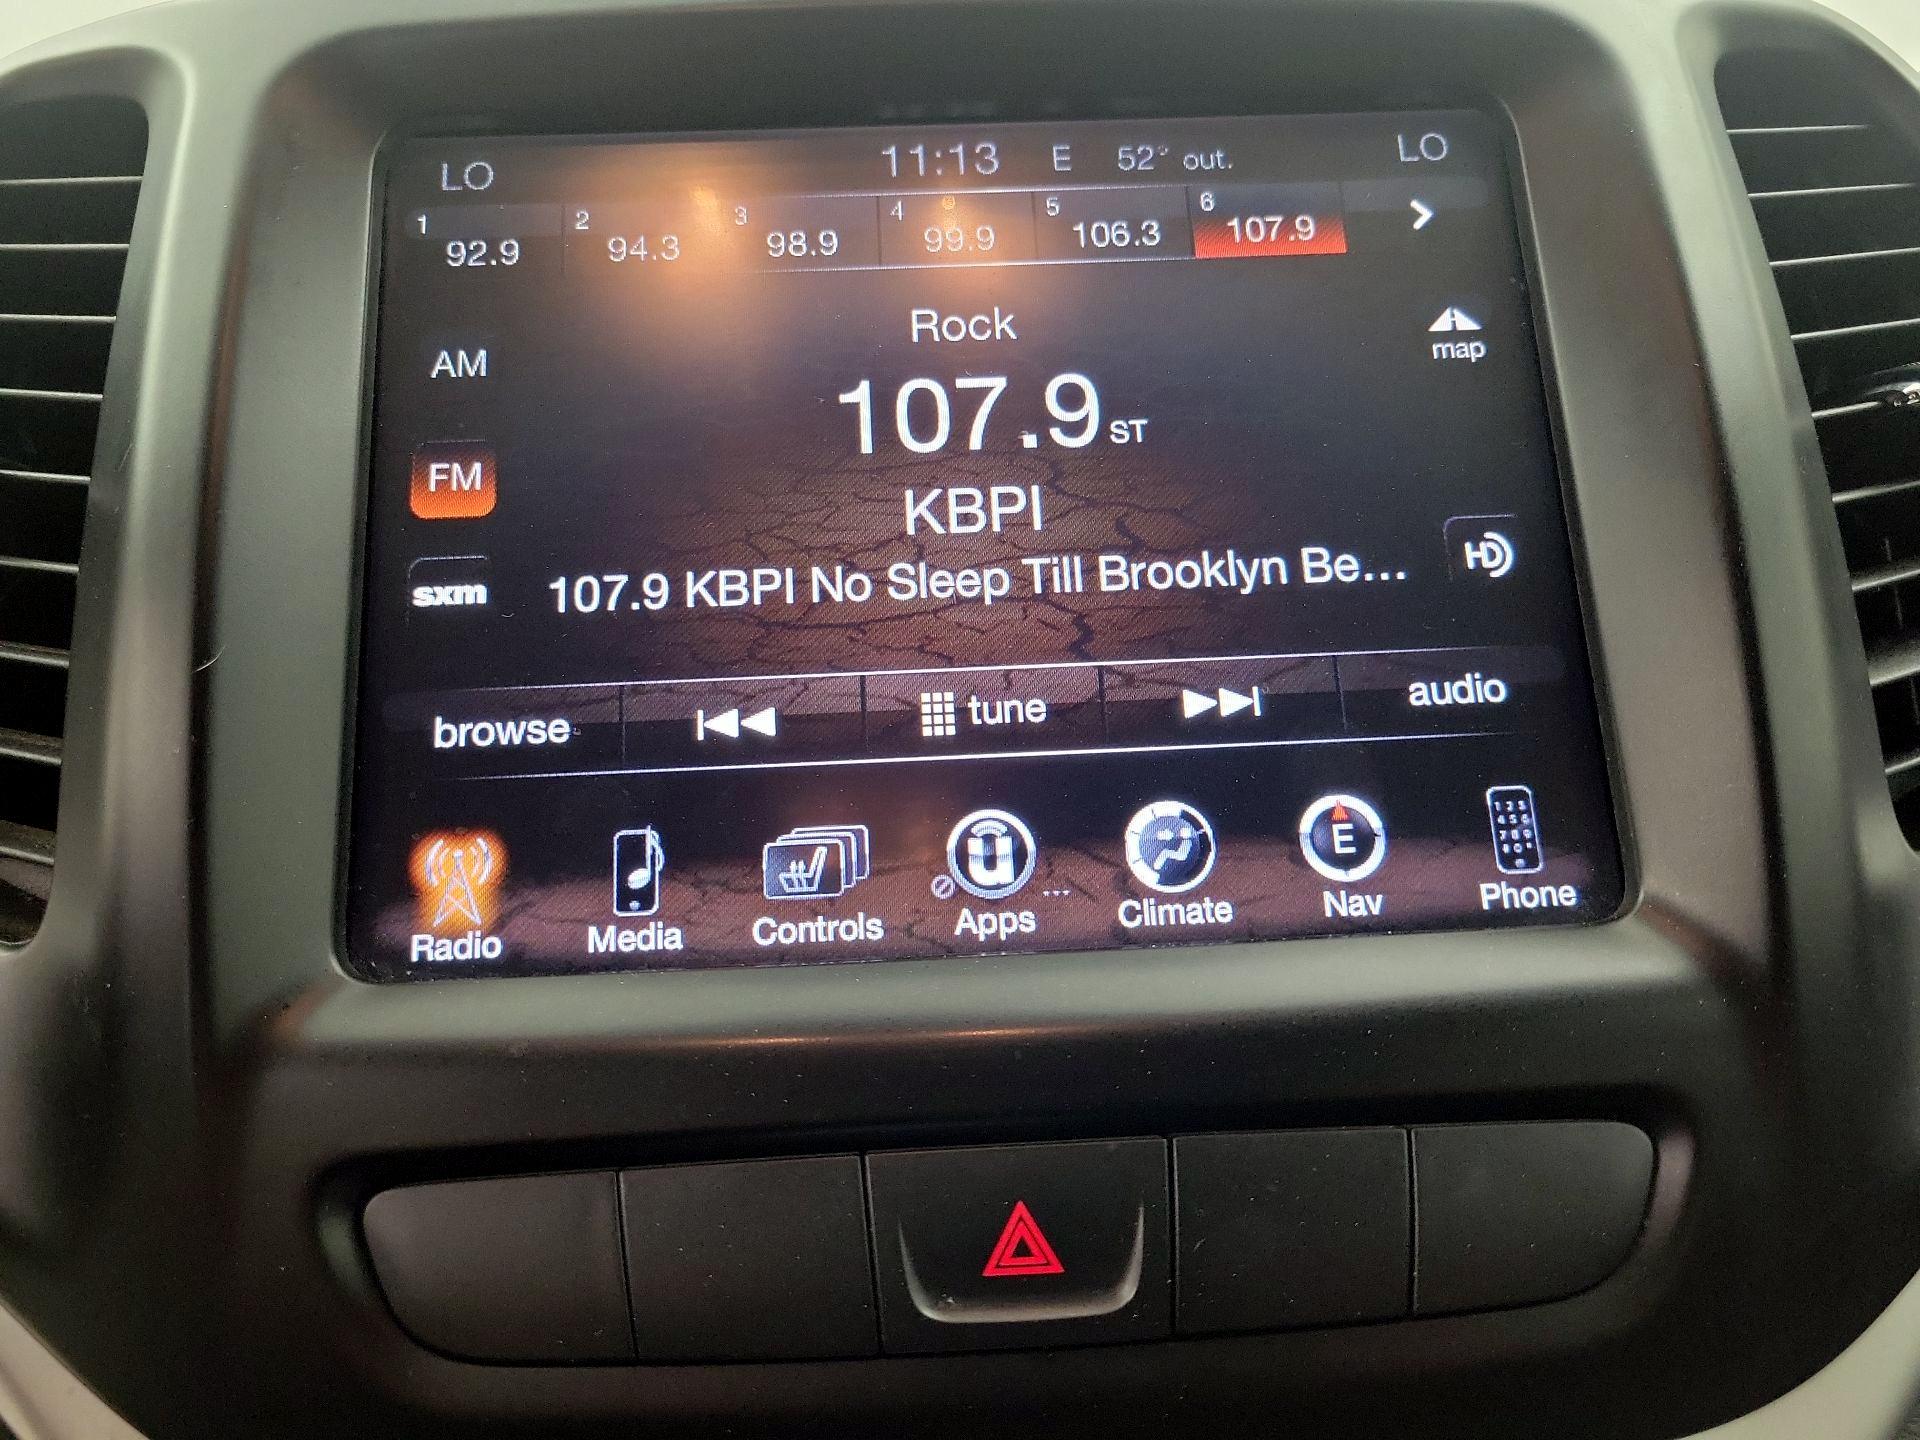 LO 11:13 E 52° out. LO
1 92.9 2 94.3 3 98.9 4 99.9 5 106.3 6 107.9
Rock
map
AM
107.9 ST
FM
KBPI
HD
sxm
107.9 KBPI No Sleep Till Brooklyn Be...
browse tune audio
E
Radio Media Controls Apps ... Climate Nav Phone